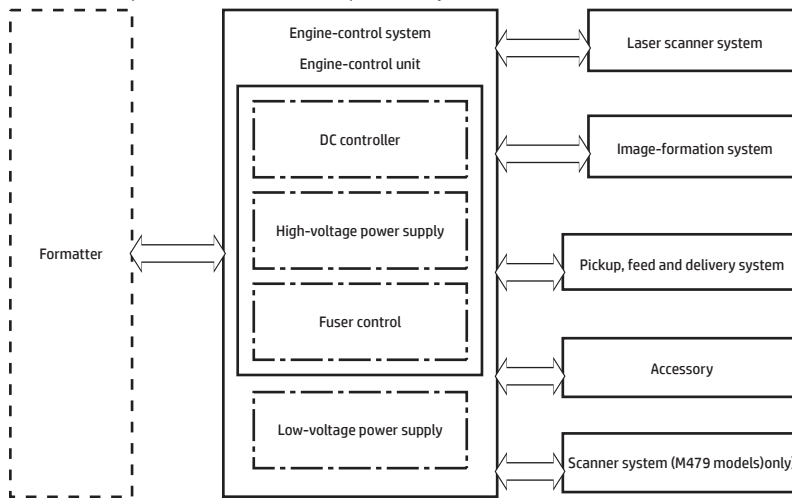 Engine-control system
Engine-control unit
DC controller
High-voltage power supply
Fuser control
Low-voltage power supply
Formatter
Laser scanner system
Image-formation system
Pickup, feed and delivery system
Accessory
Scanner system (M479 models)only)